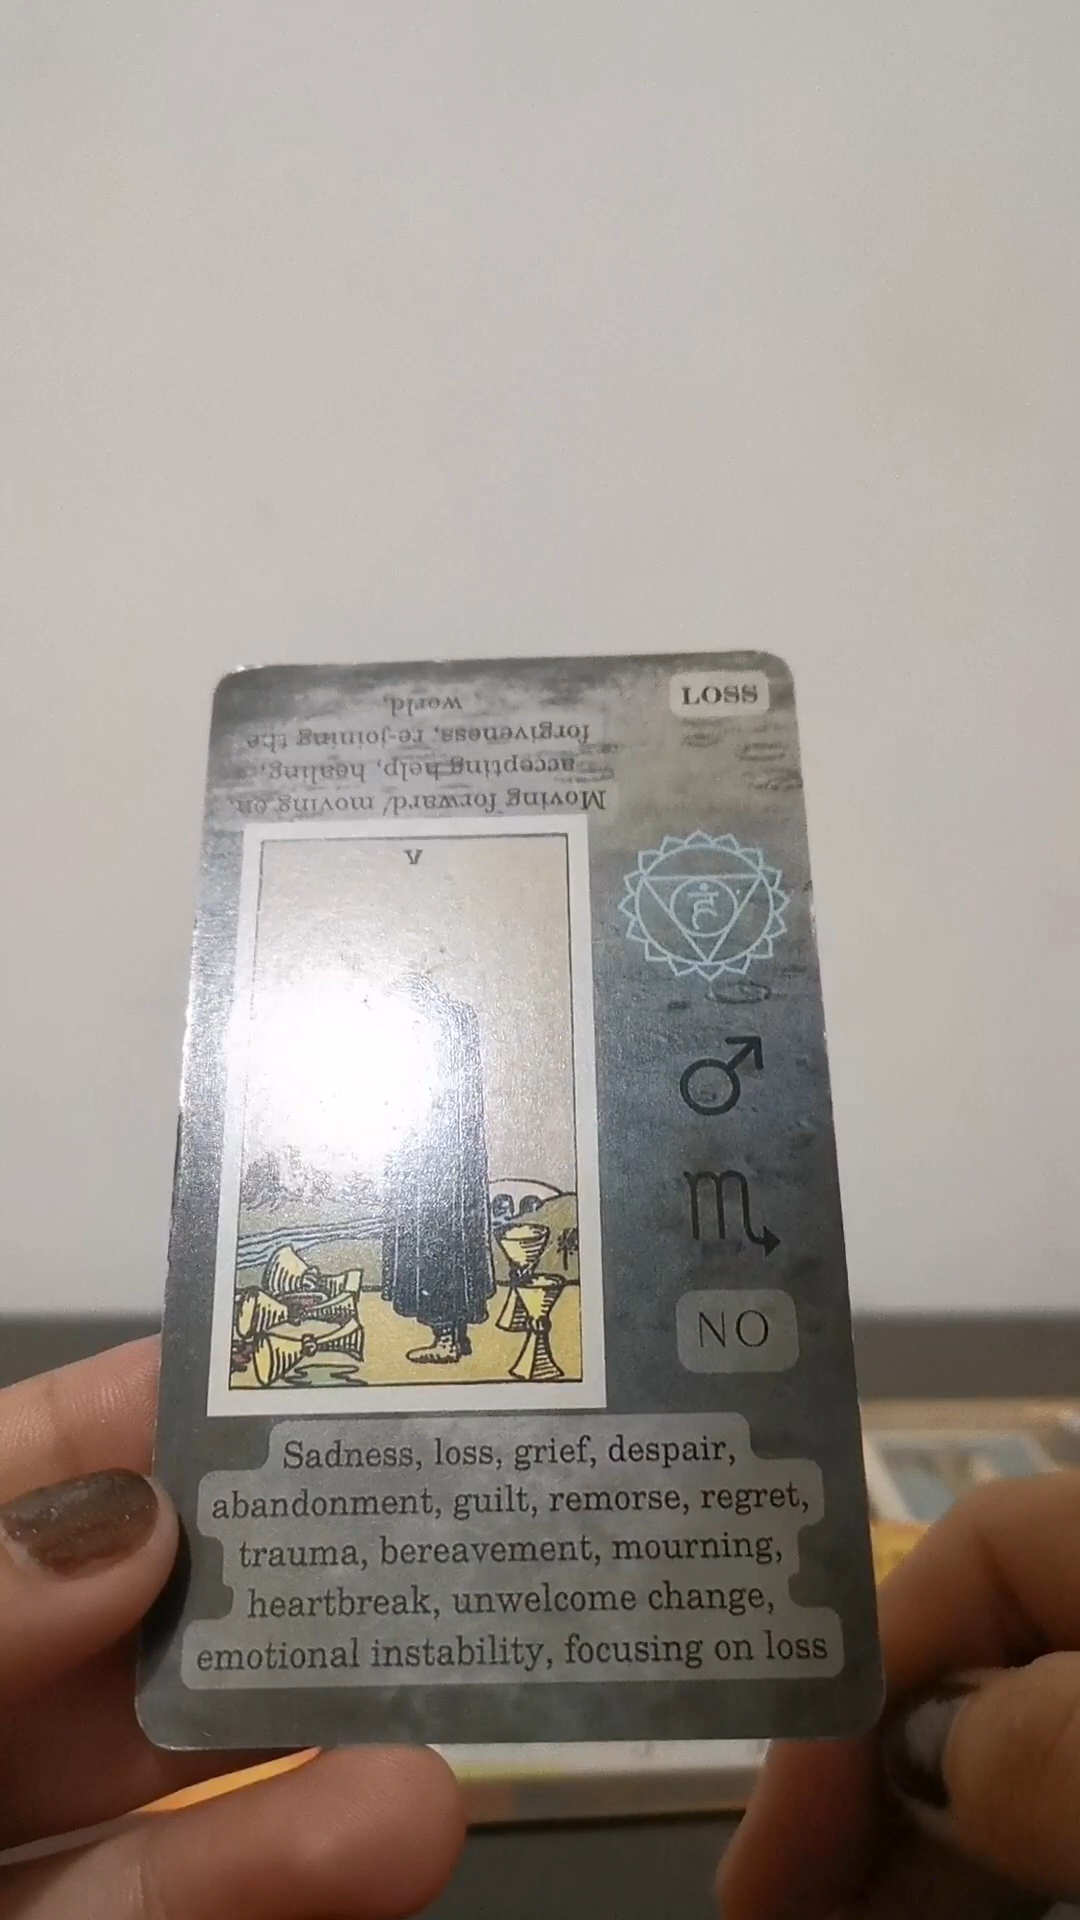 LOSS
Moving forward/ moving on,
accepting help, healing,
forgiveness, re-joining the
world,
V
हं
NO
Sadness, loss, grief, despair,
abandonment, guilt, remorse, regret,
trauma, bereavement, mourning,
heartbreak, unwelcome change,
emotional instability, focusing on loss